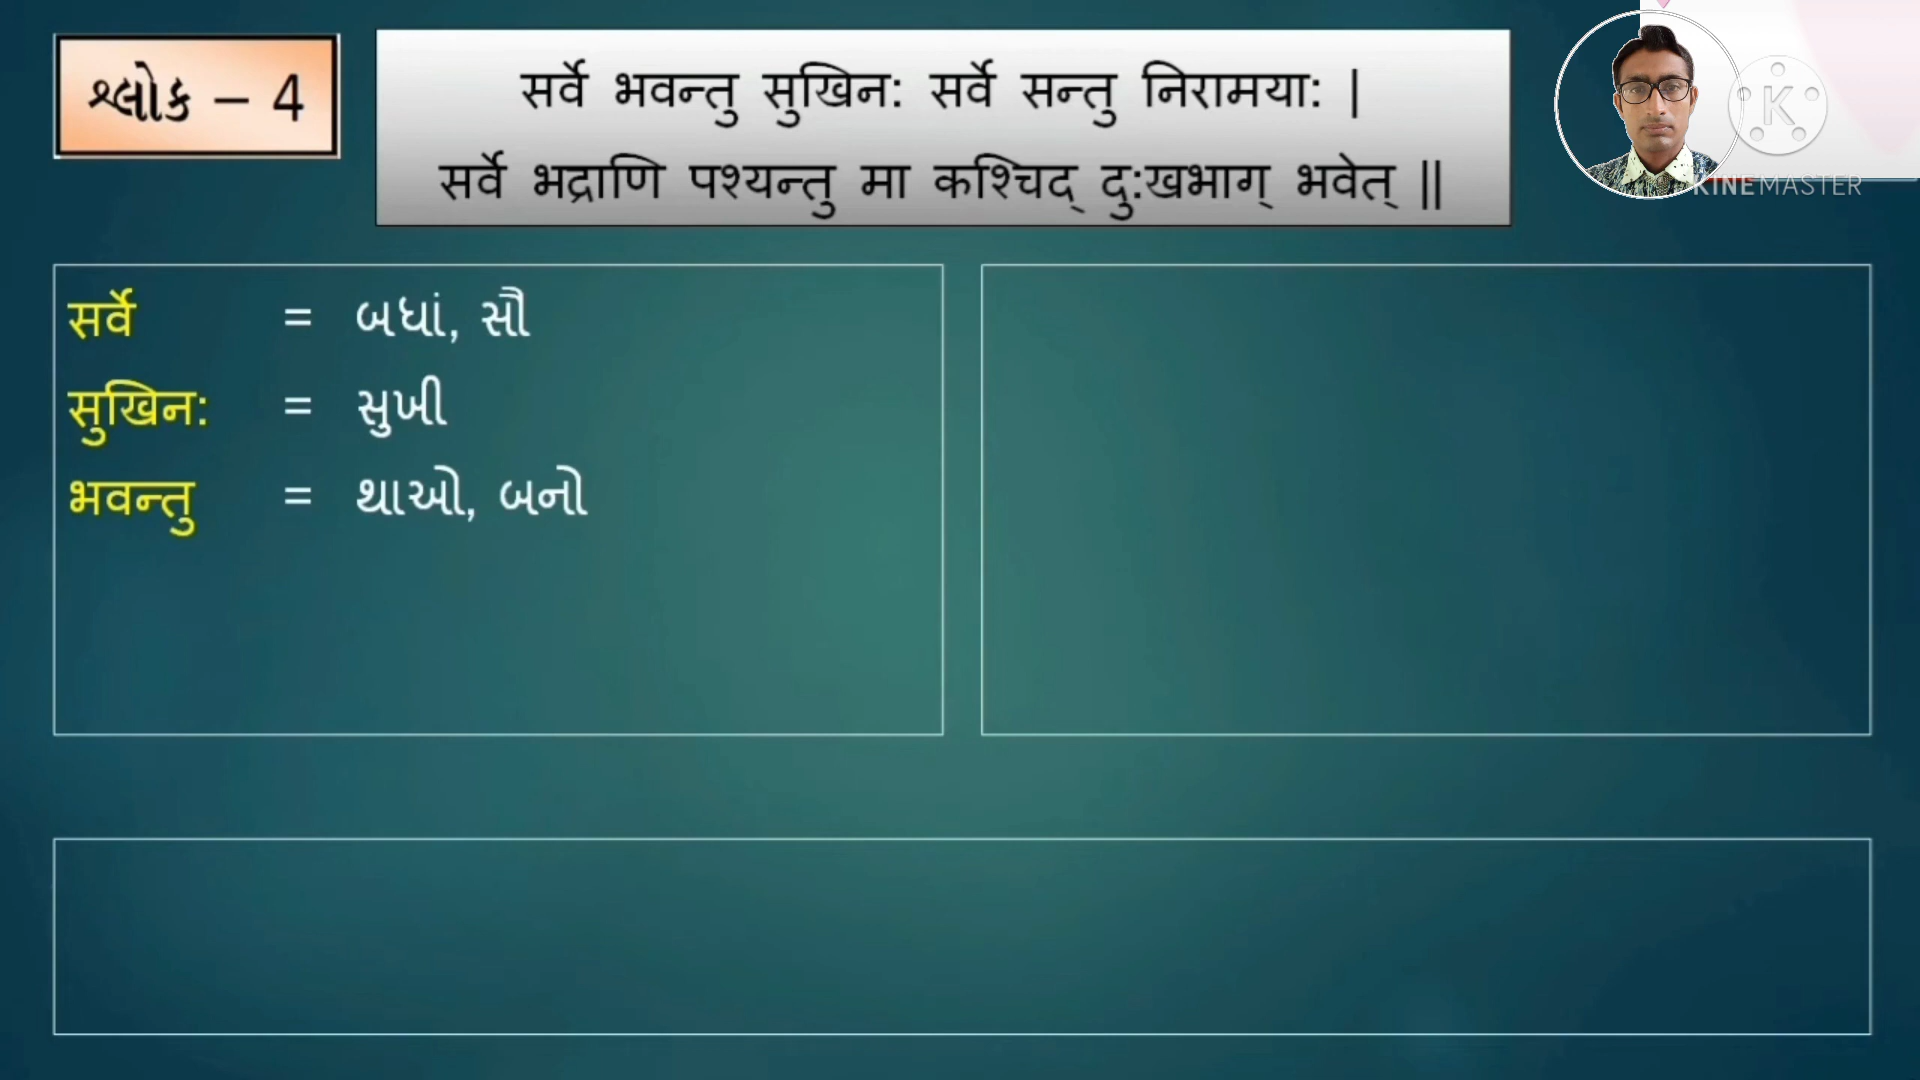 શ્લોક – 4
सर्वे भवन्तु सुखिन: सर्वे सन्तु निरामया: |
सर्वे भद्राणि पश्यन्तु मा कश्चिद् दु:खभाग् भवेत् ||
सर्वे = બધાં, સૌ
सुखिन: = સુખી
भवन्तु = થાઓ, બનો
K
KINEMASTER